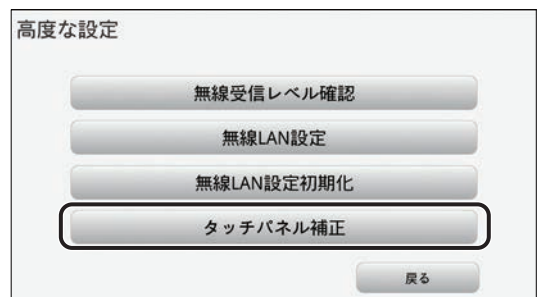 高度な設定
無線受信レベル確認
無線LAN設定
無線LAN設定初期化
タッチパネル補正
戻る